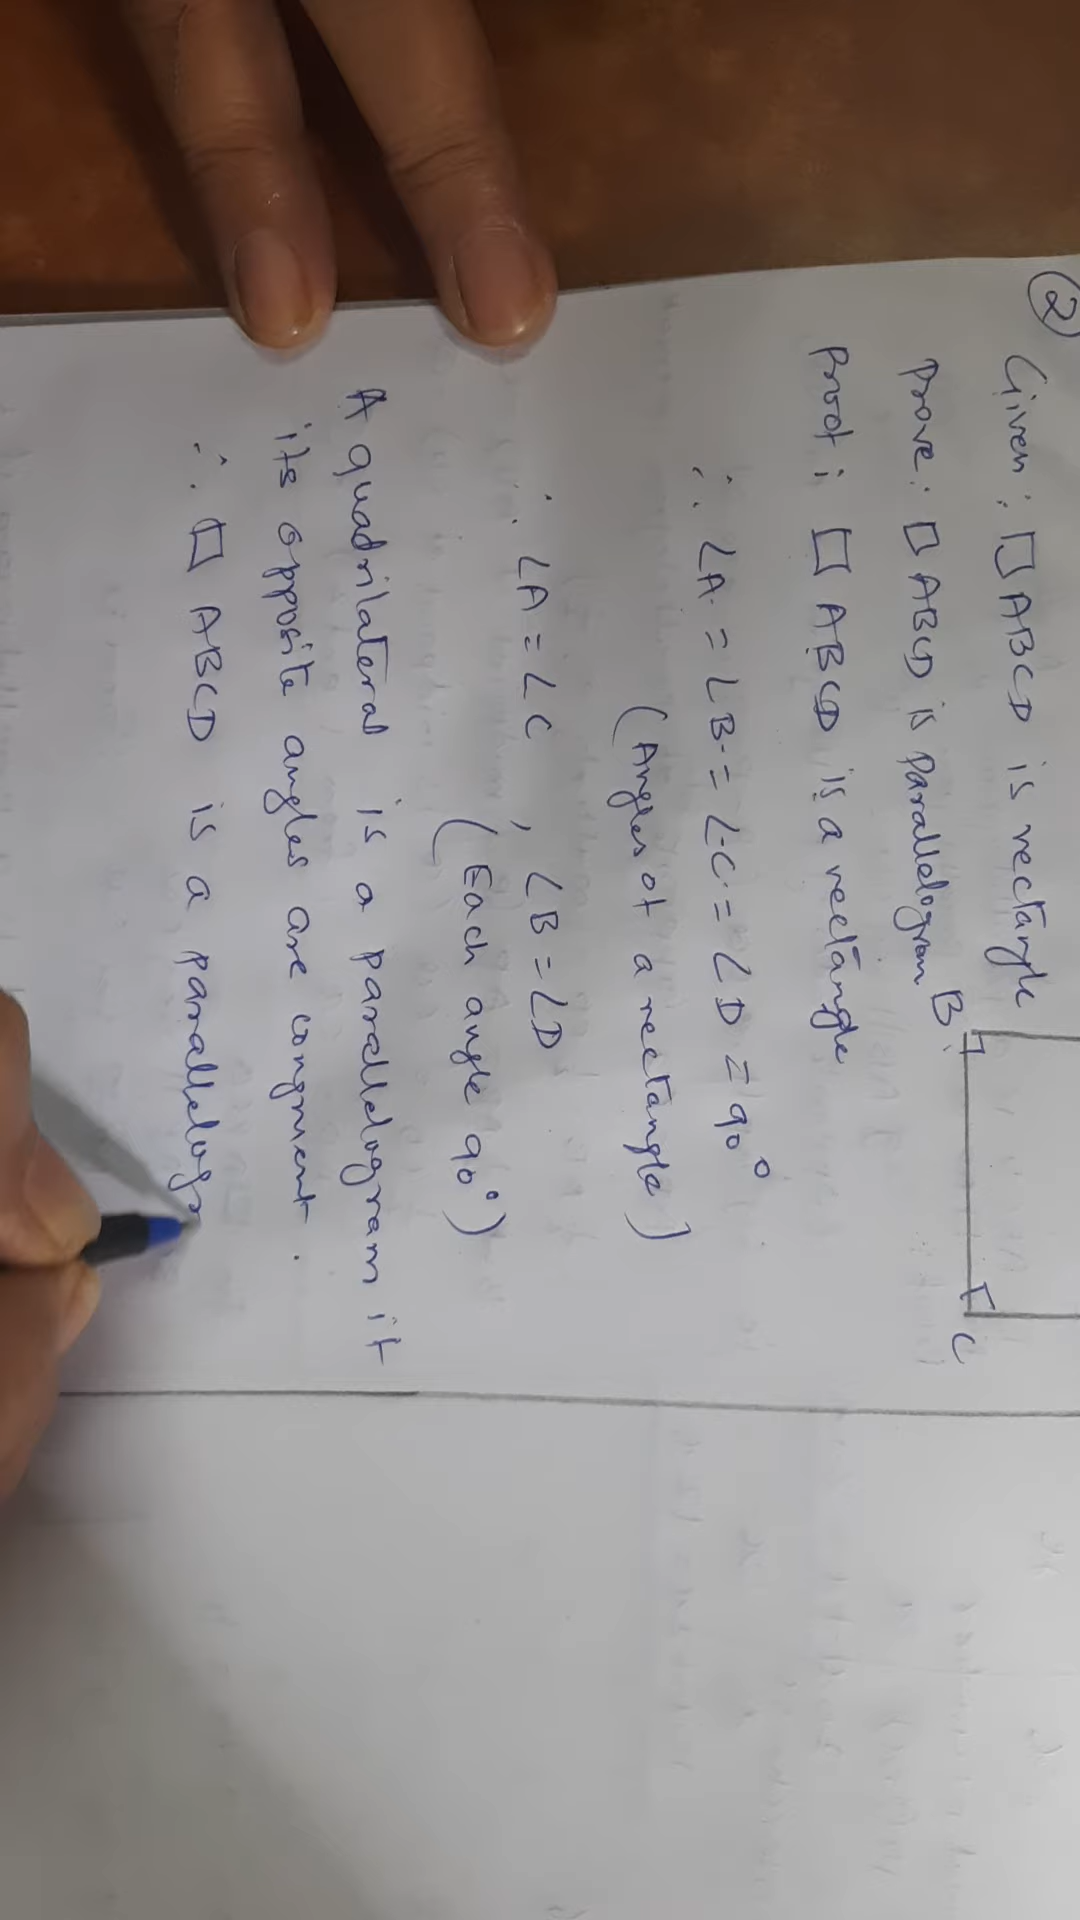 ②
Given : □ ABCD is rectangle
Prove : □ ABCD is parallelogram
B
C
Proof : □ ABCD is a rectangle
∴ ∠A = ∠B = ∠C = ∠D = 90°
(Angles of a rectangle)
∴ ∠A = ∠C , ∠B = ∠D
(Each angle 90°)
A quadrilateral is a parallelogram if
its opposite angles are congruent.
∴ □ ABCD is a parallelogr